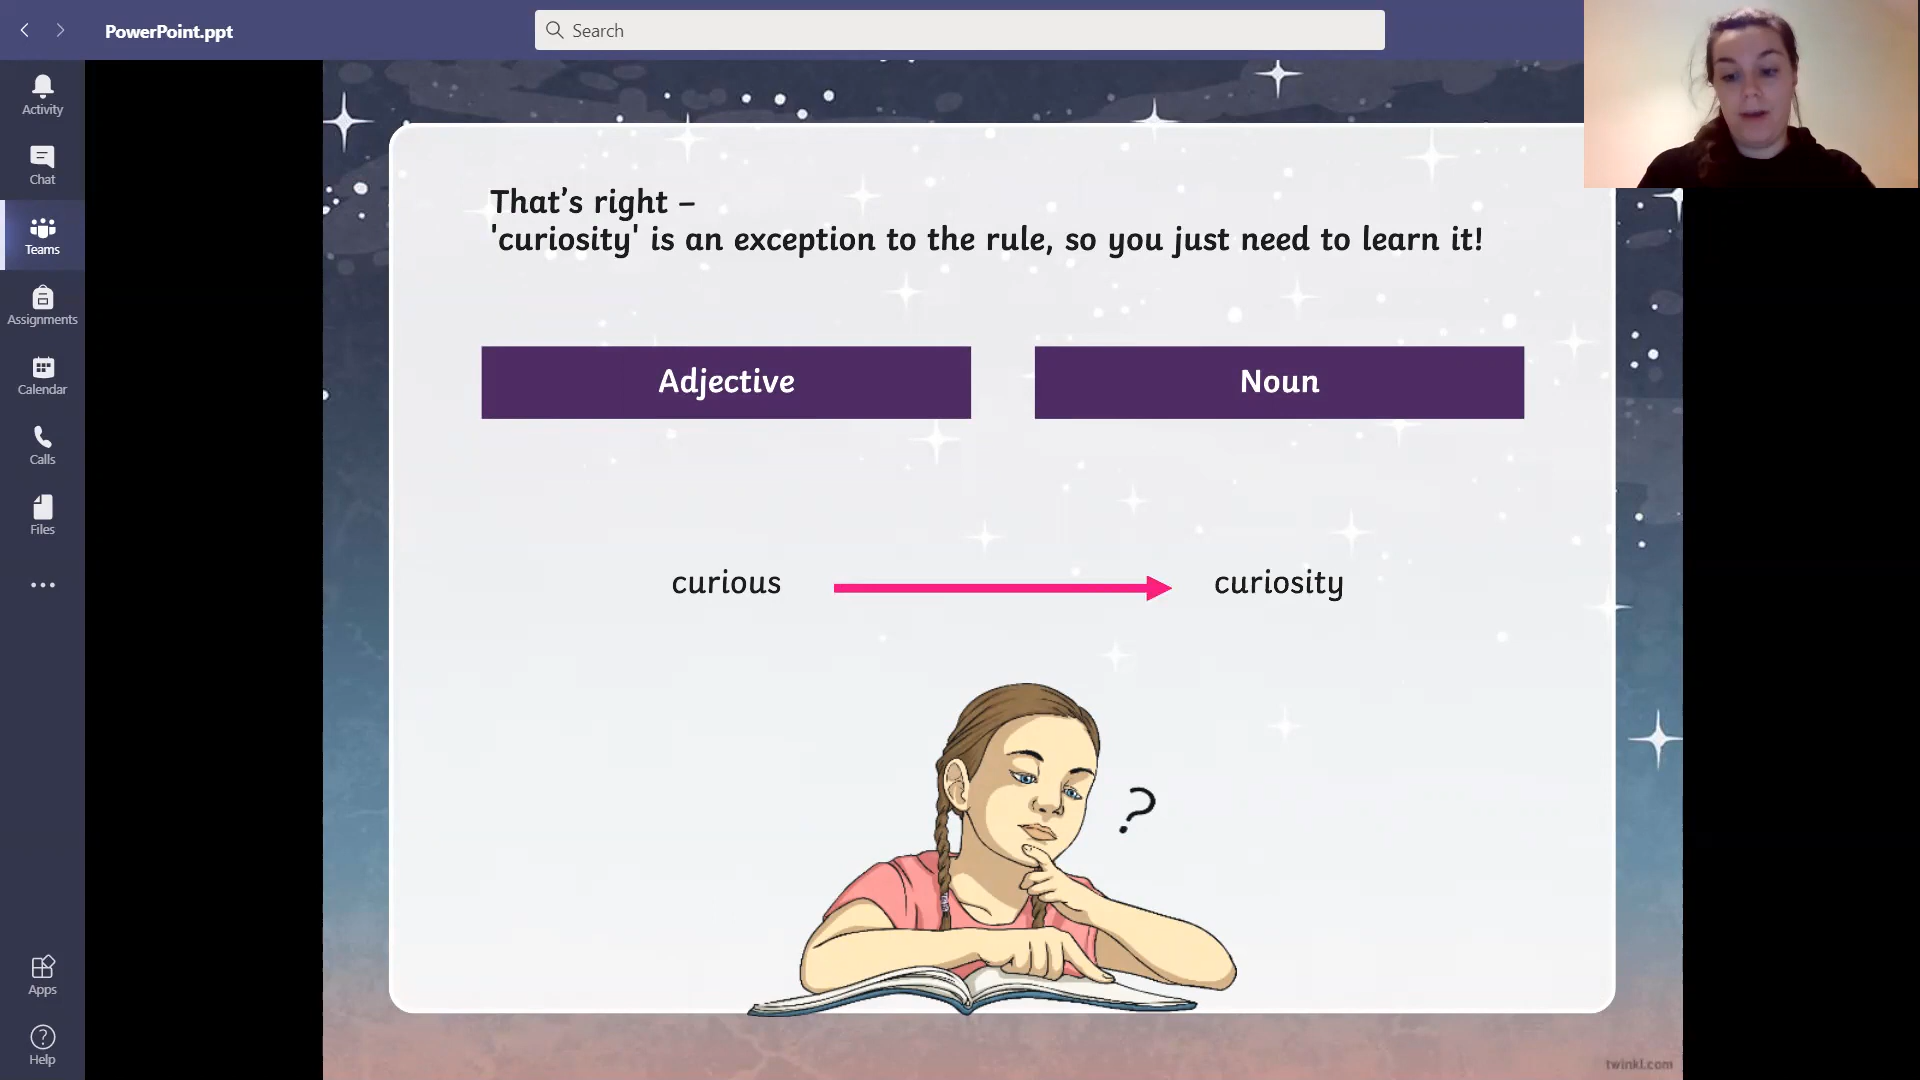 PowerPoint.ppt
Search
Activity
Chat
Teams
Assignments
Calendar
Calls
Files
Apps
Help
That's right –
'curiosity' is an exception to the rule, so you just need to learn it!
Adjective
Noun
curious
curiosity
?
twinkl.com